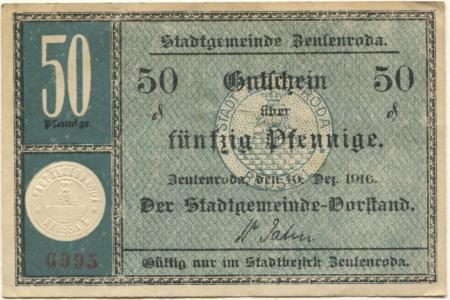 Stadtgemeinde Zeulenroda.
50
Pfennige.
50 Gutschein 50
₰ über ₰
fünfzig Pfennige.
Zeulenroda, den 10. Dez. 1916.
Der Stadtgemeinde-Vorstand.
6995
Gültig nur im Stadtbezirk Zeulenroda.